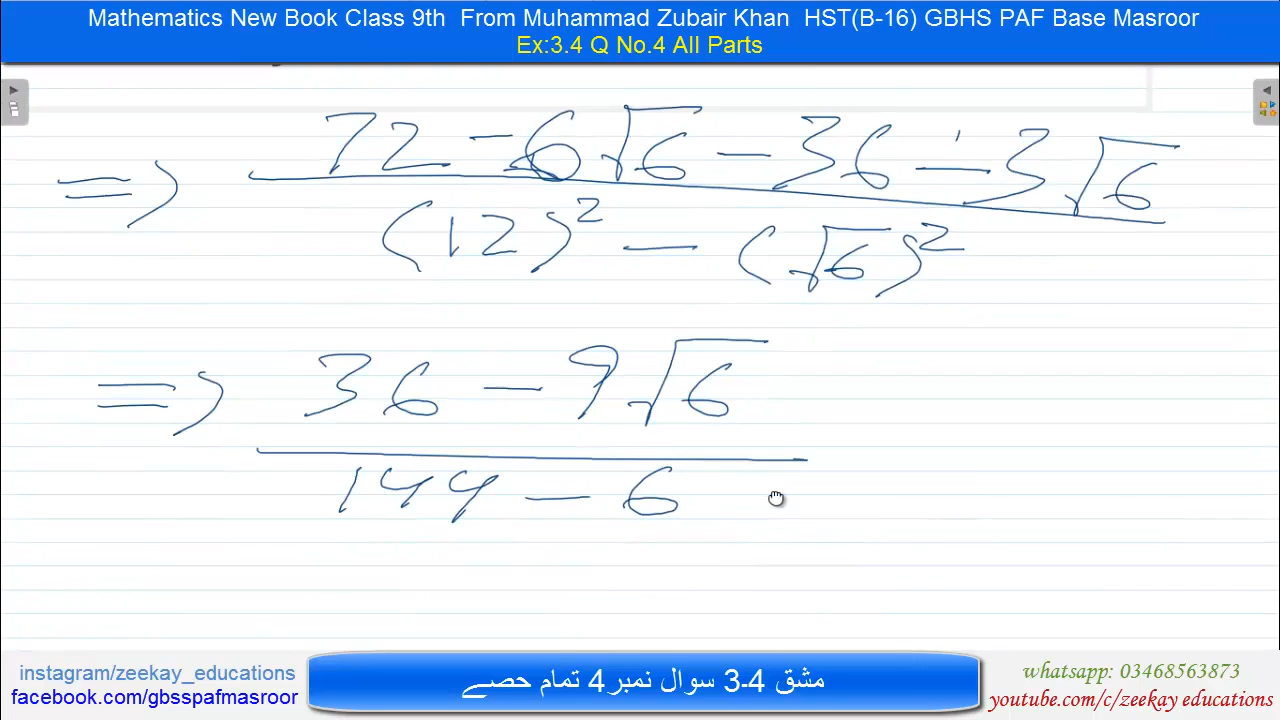 Mathematics New Book Class 9th From Muhammad Zubair Khan HST(B-16) GBHS PAF Base Masroor
Ex:3.4 Q No.4 All Parts
⇒ 72 - 6√6 - 36 - 3√6
(12)² - (√6)²
⇒ 36 - 9√6
144 - 6
instagram/zeekay_educations
facebook.com/gbsspafmasroor
مشق 3.4 سوال نمبر4 تمام حصے
whatsapp: 03468563873
youtube.com/c/zeekay educations